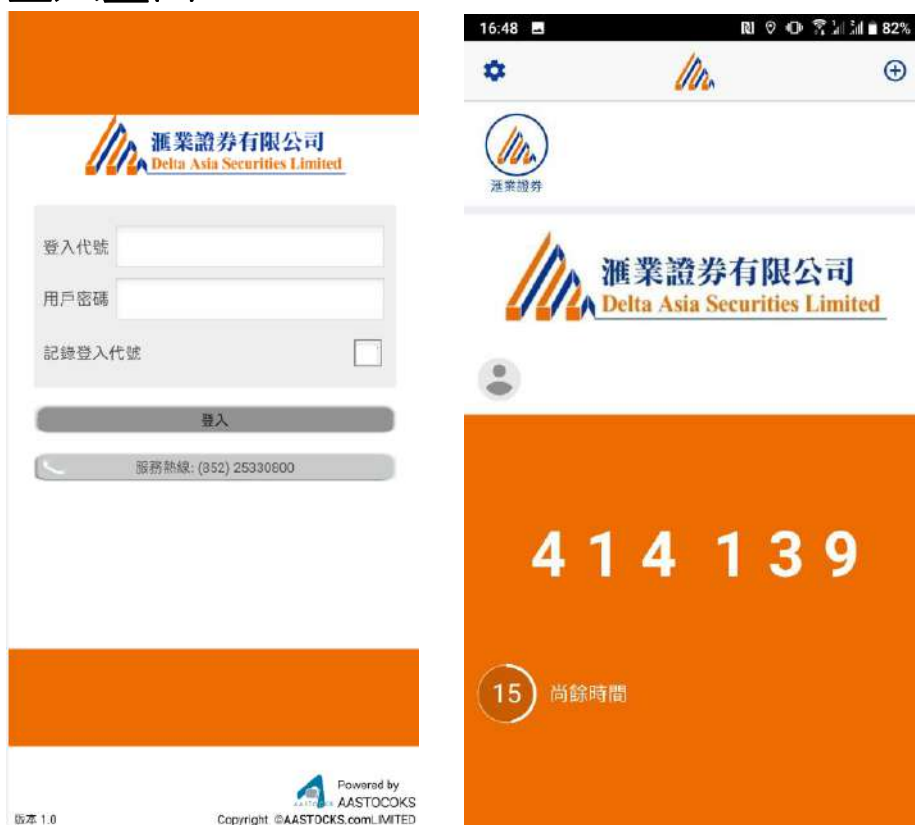 滙業證券有限公司
Delta Asia Securities Limited
登入代號
用戶密碼
記錄登入代號
登入
服務熱線: (852) 25330800
Powered by
AASTOCOKS
版本 1.0
Copyright ©AASTOCKS.comLIMITED
16:48
82%
滙業證券
滙業證券有限公司
Delta Asia Securities Limited
414 139
15
尚餘時間